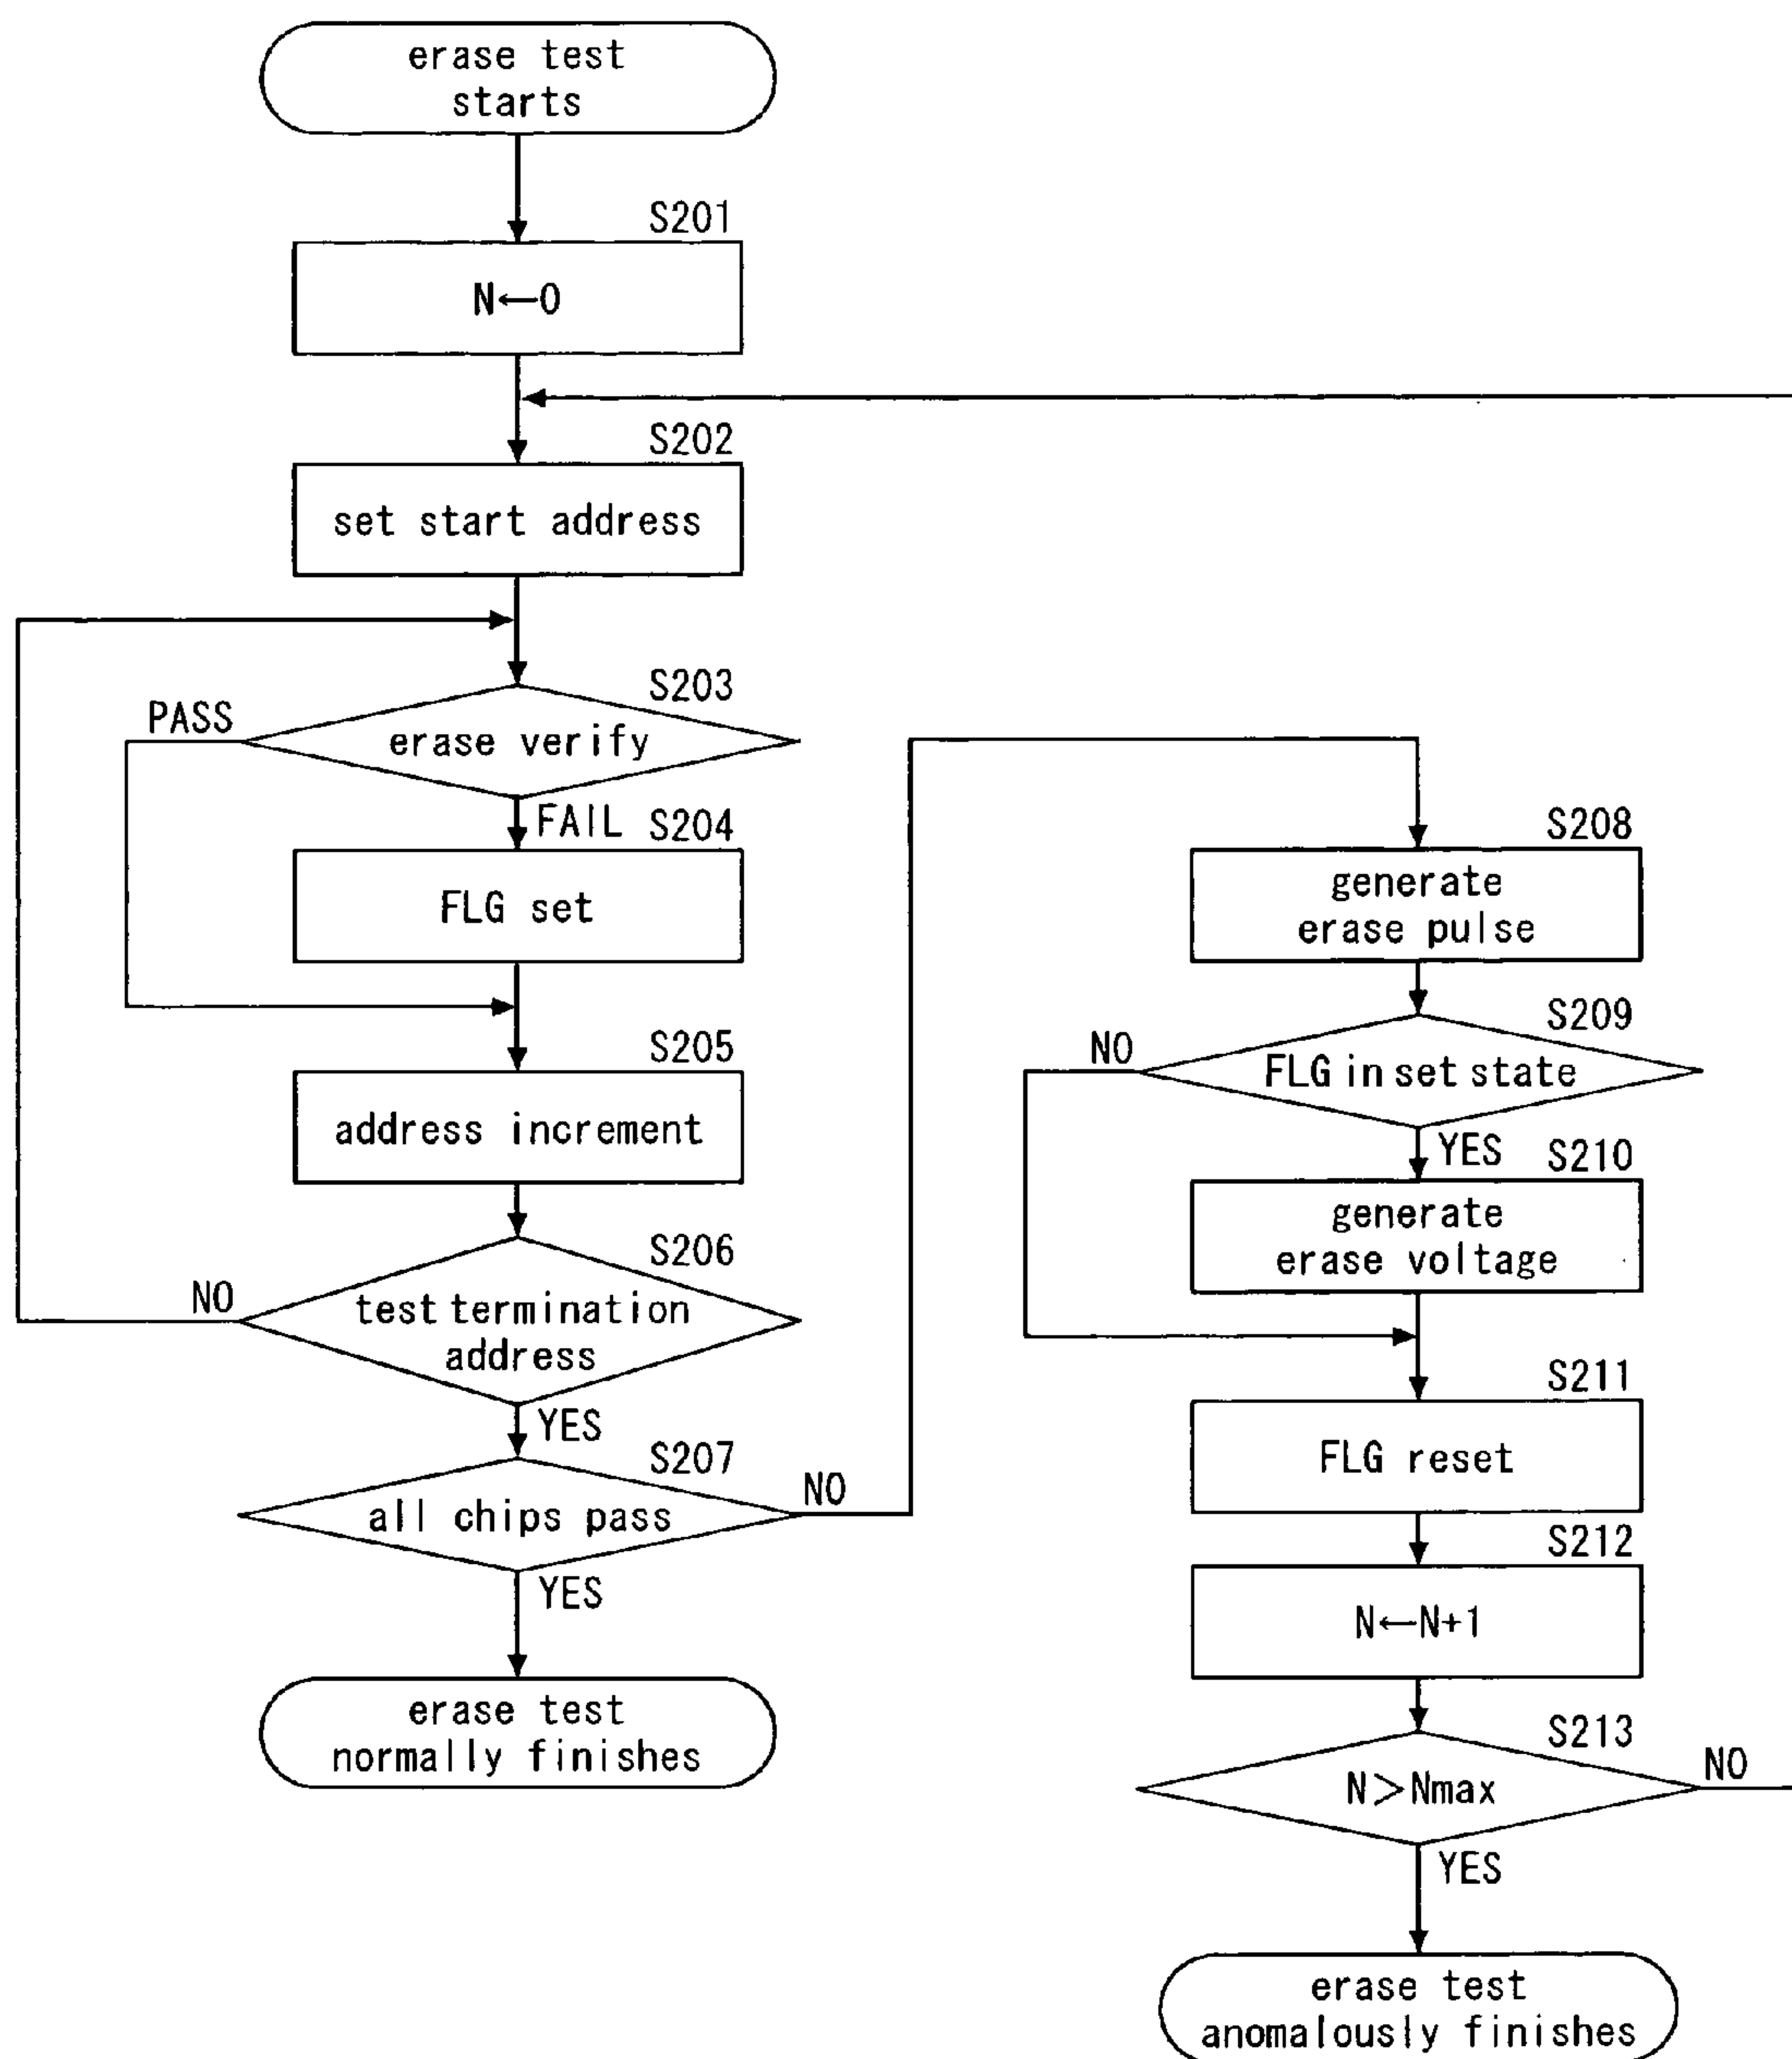 erase test
starts
S201
N←0
S202
set start address
S203
PASS
erase verify
FAIL
S204
FLG set
S205
address increment
S206
NO
test termination
address
YES
S207
all chips pass
NO
YES
erase test
normally finishes
S208
generate
erase pulse
S209
NO
FLG in set state
YES
S210
generate
erase voltage
S211
FLG reset
S212
N←N+1
S213
N>Nmax
NO
YES
erase test
anomalously finishes